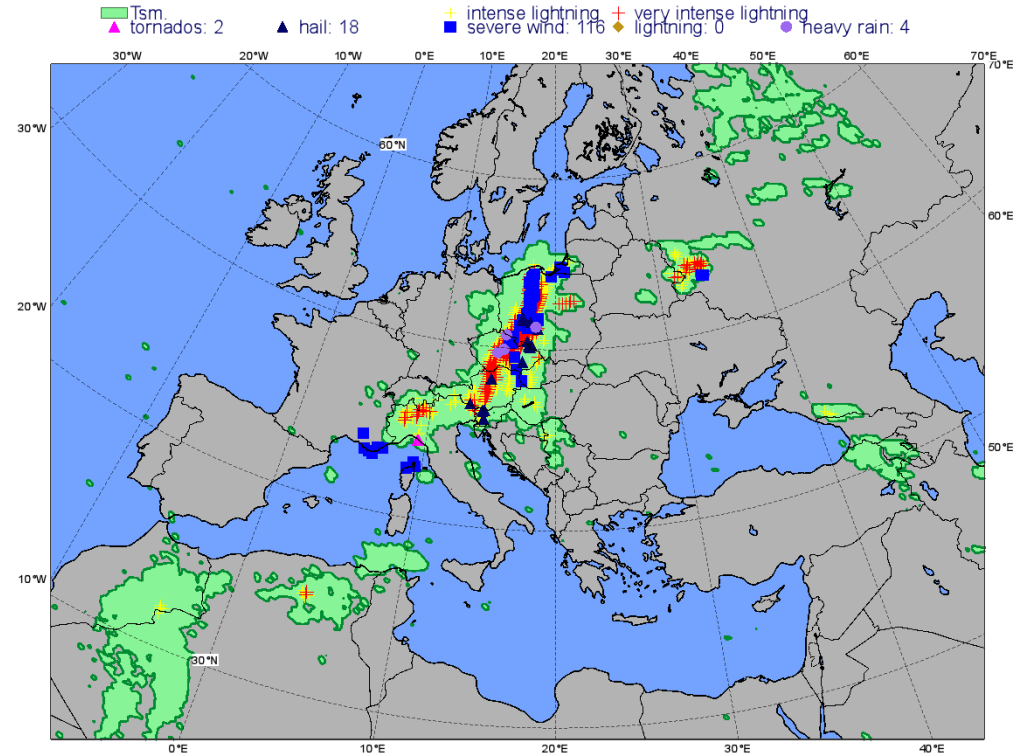 Tsm. intense lightning very intense lightning
tornados: 2 hail: 18 severe wind: 116 lightning: 0 heavy rain: 4
30°W 20°W 10°W 0°E 10°E 20°E 30°E 40°E 50°E 60°E 70°E
70°E
30°W
60°N
60°E
20°W
50°E
10°W
30°N
0°E 10°E 20°E 30°E 40°E